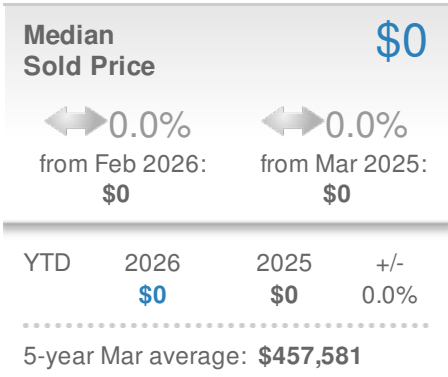 Median $0
Sold Price
0.0% 0.0%
from Feb 2026: from Mar 2025:
$0 $0
YTD 2026 2025 +/-
$0 $0 0.0%
5-year Mar average: $457,581